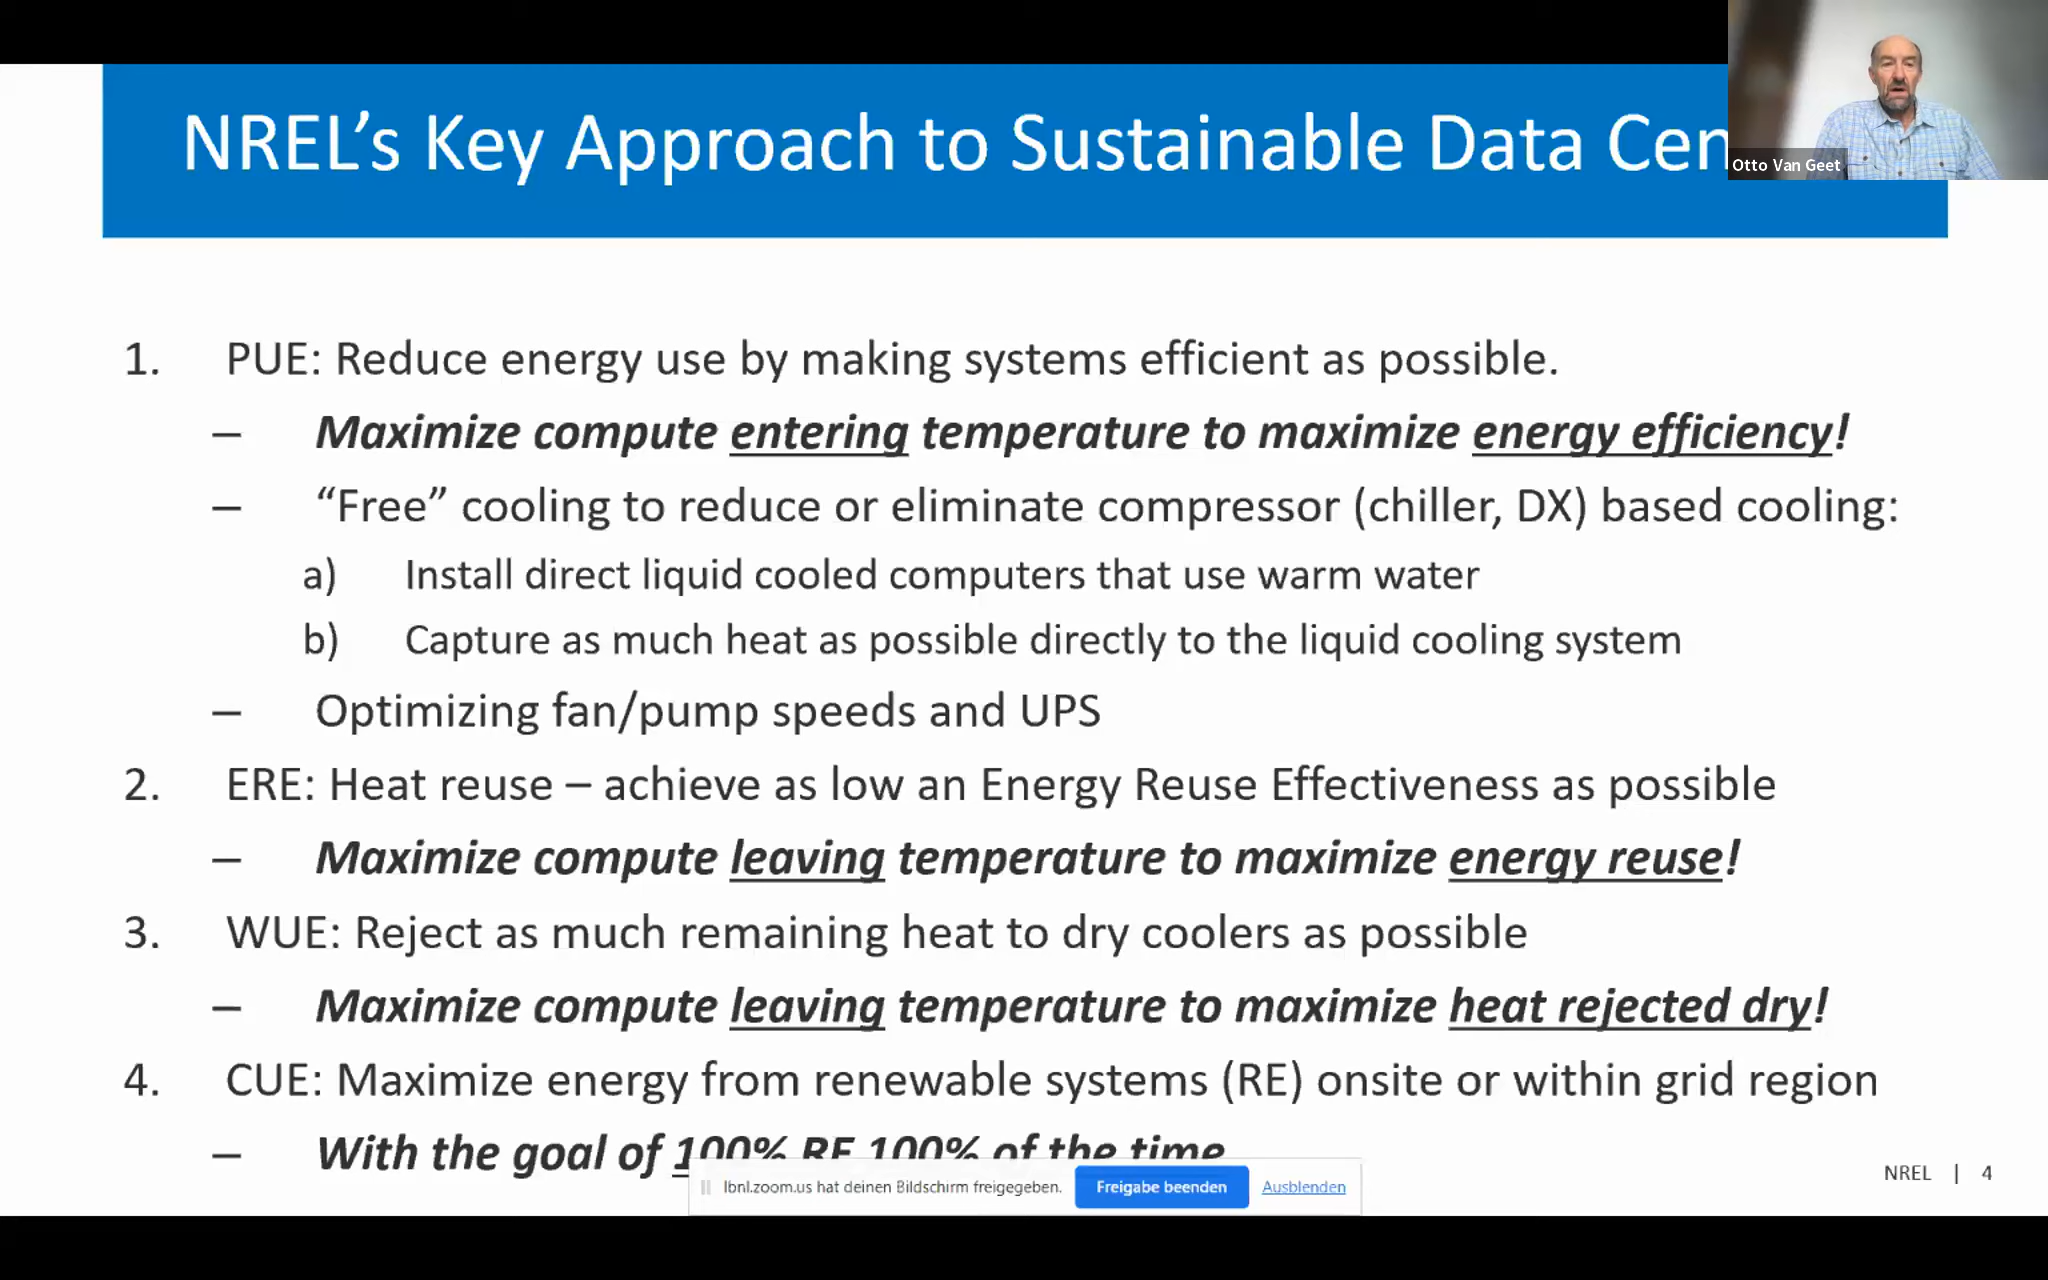 NREL’s Key Approach to Sustainable Data Cen
Otto Van Geet
1. PUE: Reduce energy use by making systems efficient as possible.
– Maximize compute entering temperature to maximize energy efficiency!
– “Free” cooling to reduce or eliminate compressor (chiller, DX) based cooling:
a) Install direct liquid cooled computers that use warm water
b) Capture as much heat as possible directly to the liquid cooling system
– Optimizing fan/pump speeds and UPS
2. ERE: Heat reuse – achieve as low an Energy Reuse Effectiveness as possible
– Maximize compute leaving temperature to maximize energy reuse!
3. WUE: Reject as much remaining heat to dry coolers as possible
– Maximize compute leaving temperature to maximize heat rejected dry!
4. CUE: Maximize energy from renewable systems (RE) onsite or within grid region
– With the goal of 100% RE 100% of the time
NREL | 4
lbnl.zoom.us hat deinen Bildschirm freigegeben. Freigabe beenden Ausblenden